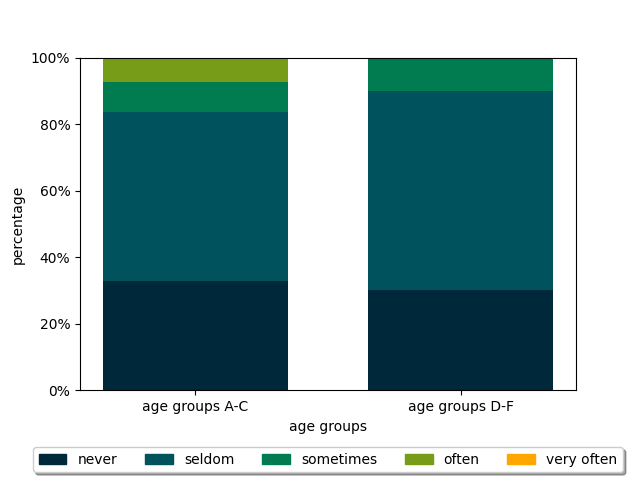 100%
80%
60%
40%
20%
0%
percentage
age groups A-C
age groups D-F
age groups
never
seldom
sometimes
often
very often